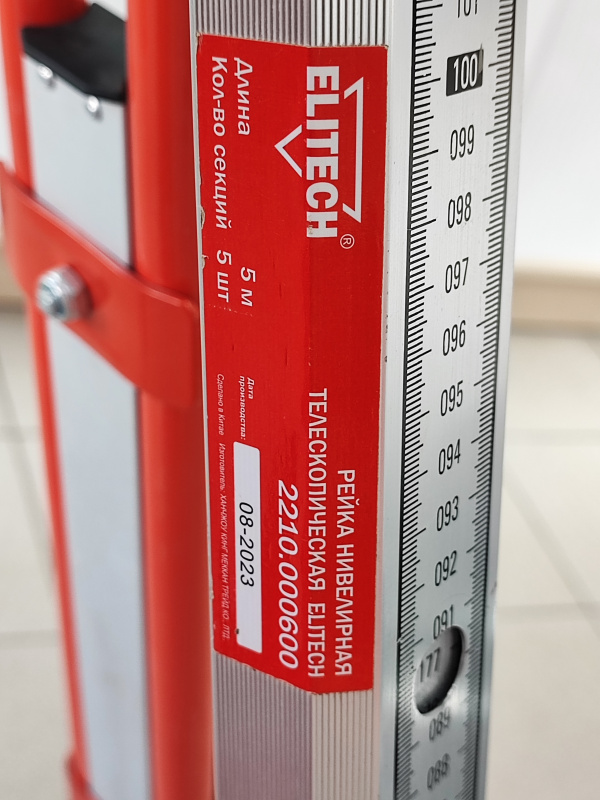 ELITECH®
Длина 5 м
Кол-во секций 5 шт
РЕЙКА НИВЕЛИРНАЯ
ТЕЛЕСКОПИЧЕСКАЯ ELITECH
2210.000600
Дата
производства:
08-2023
Сделано в Китае
101
100
099
098
097
096
095
094
093
092
091
177
089
088